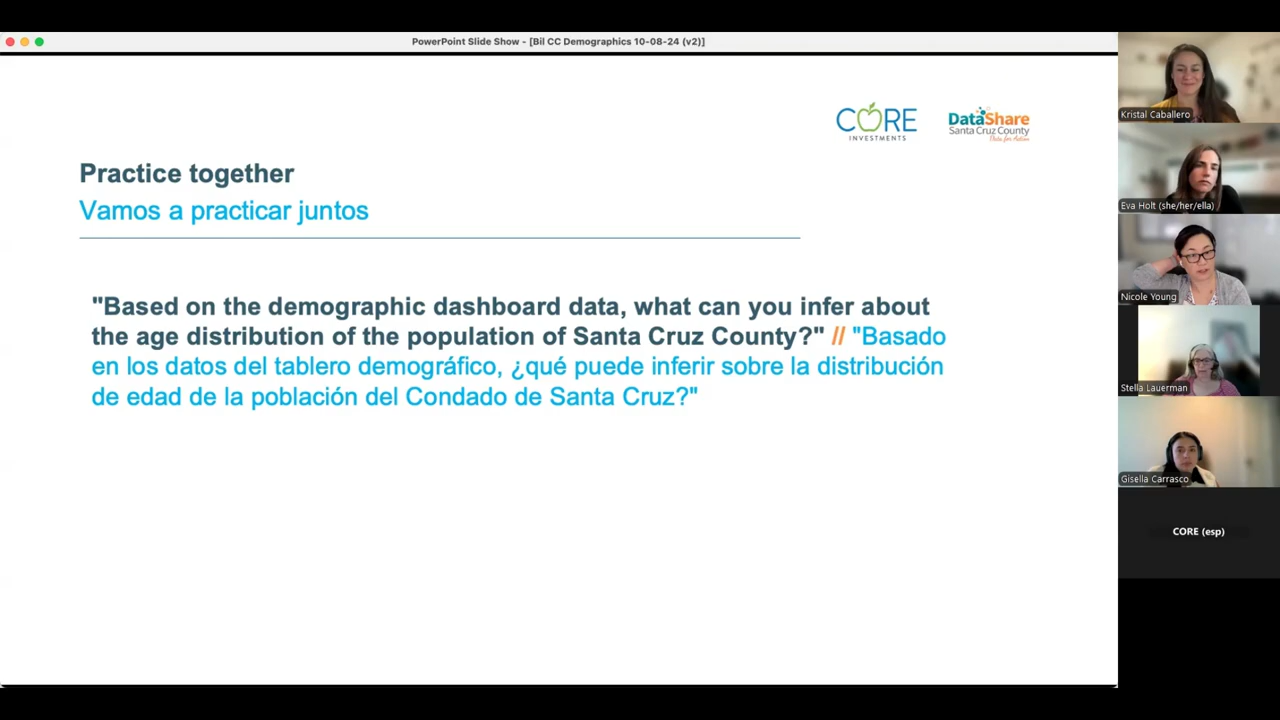 PowerPoint Slide Show - [Bil CC Demographics 10-08-24 (v2)]
CORE
INVESTMENTS
DataShare
Santa Cruz County
Data for Action
Practice together
Vamos a practicar juntos
"Based on the demographic dashboard data, what can you infer about
the age distribution of the population of Santa Cruz County?" // "Basado
en los datos del tablero demográfico, ¿qué puede inferir sobre la distribución
de edad de la población del Condado de Santa Cruz?"
Kristal Caballero
Eva Holt (she/her/ella)
Nicole Young
Stella Lauerman
Gisella Carrasco
CORE (esp)